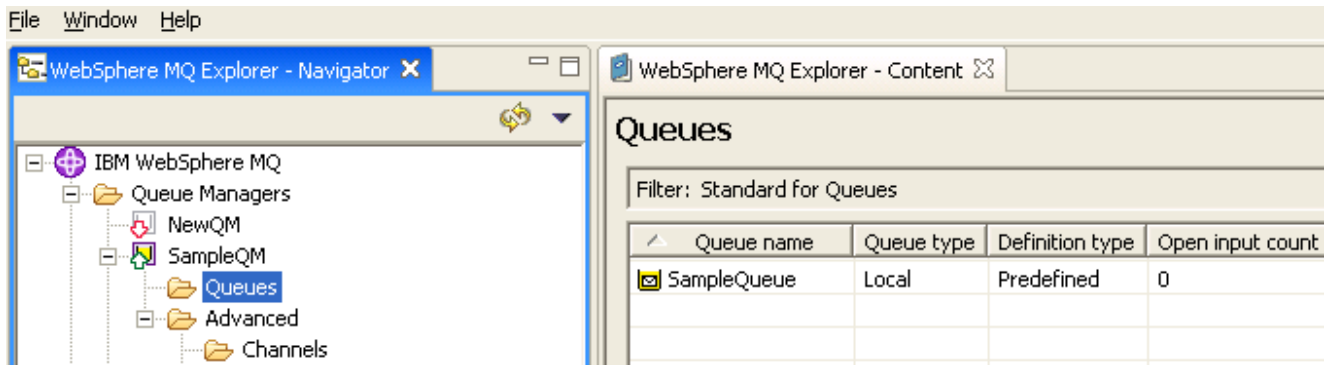 File Window Help
WebSphere MQ Explorer - Navigator
WebSphere MQ Explorer - Content
IBM WebSphere MQ
Queue Managers
NewQM
SampleQM
Queues
Advanced
Channels
Queues
Filter: Standard for Queues
Queue name Queue type Definition type Open input count
SampleQueue Local Predefined 0